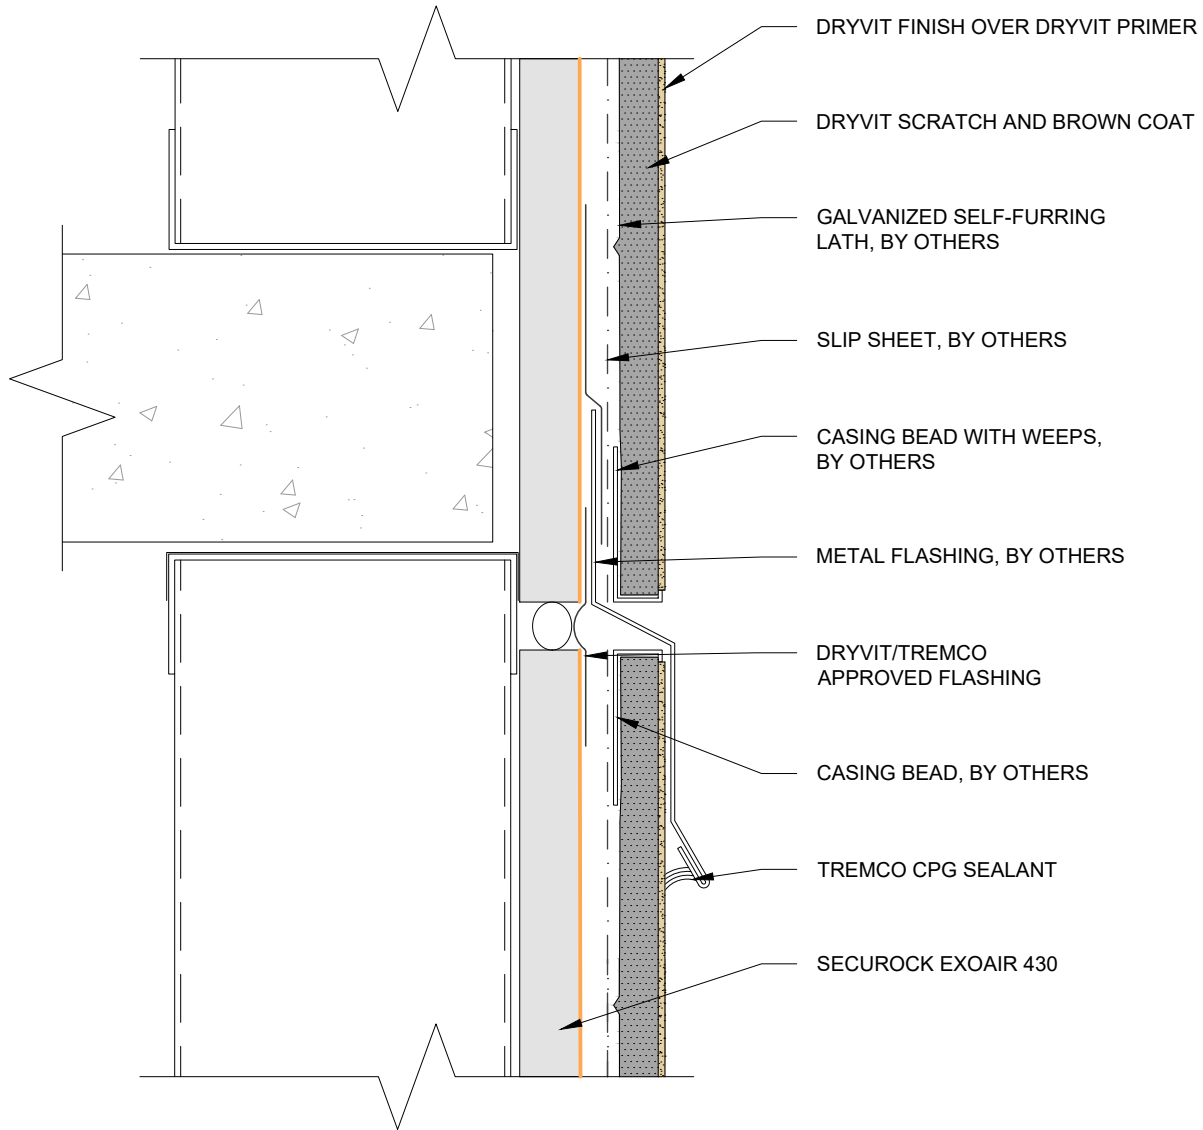 DRYVIT FINISH OVER DRYVIT PRIMER
DRYVIT SCRATCH AND BROWN COAT
GALVANIZED SELF-FURRING
LATH, BY OTHERS
SLIP SHEET, BY OTHERS
CASING BEAD WITH WEEPS,
BY OTHERS
METAL FLASHING, BY OTHERS
DRYVIT/TREMCO
APPROVED FLASHING
CASING BEAD, BY OTHERS
TREMCO CPG SEALANT
SECUROCK EXOAIR 430